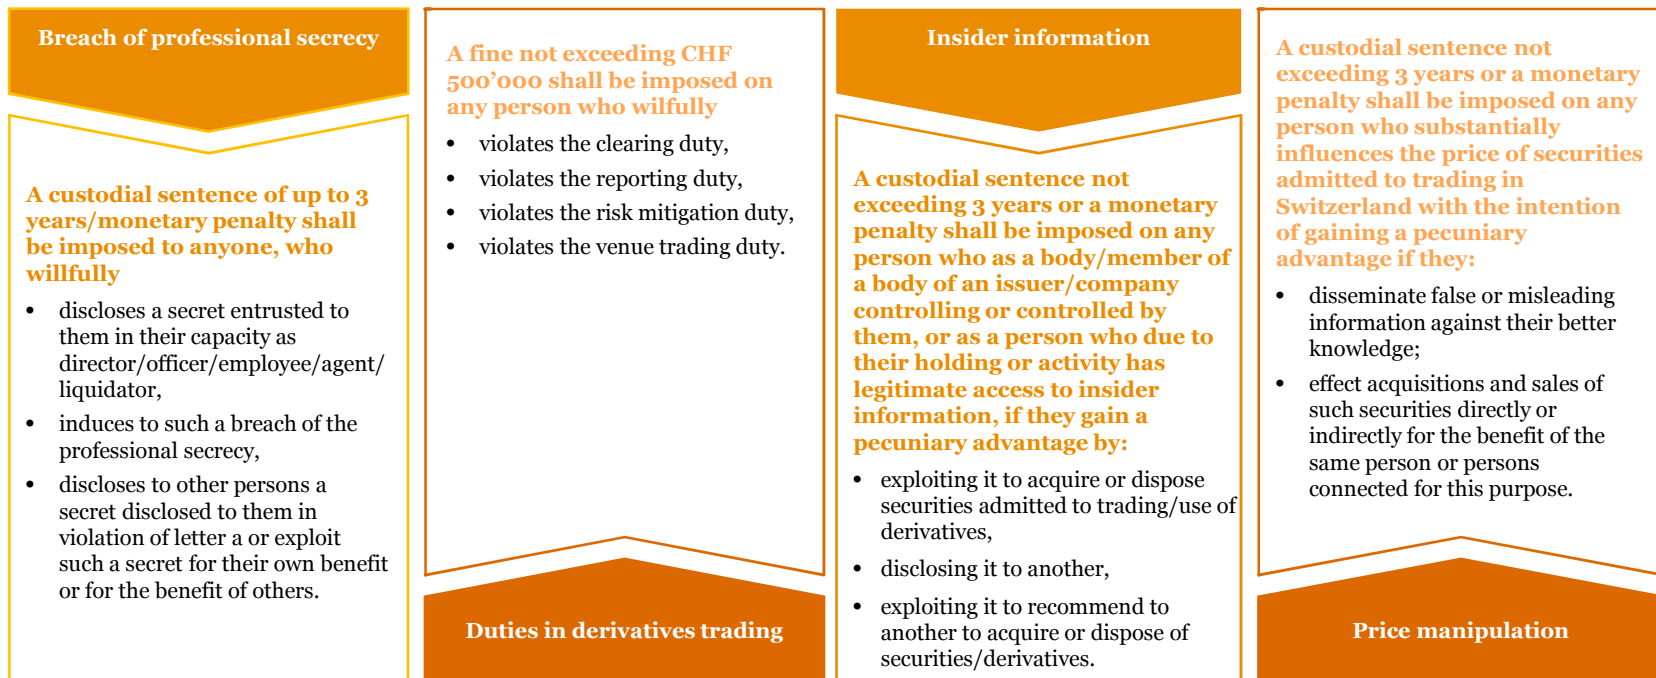 Breach of professional secrecy
A custodial sentence of up to 3
years/monetary penalty shall
be imposed to anyone, who
willfully
• discloses a secret entrusted to
them in their capacity as
director/officer/employee/agent/
liquidator,
• induces to such a breach of the
professional secrecy,
• discloses to other persons a
secret disclosed to them in
violation of letter a or exploit
such a secret for their own benefit
or for the benefit of others.
A fine not exceeding CHF
500’000 shall be imposed on
any person who wilfully
• violates the clearing duty,
• violates the reporting duty,
• violates the risk mitigation duty,
• violates the venue trading duty.
Duties in derivatives trading
Insider information
A custodial sentence not
exceeding 3 years or a monetary
penalty shall be imposed on any
person who as a body/member of
a body of an issuer/company
controlling or controlled by
them, or as a person who due to
their holding or activity has
legitimate access to insider
information, if they gain a
pecuniary advantage by:
• exploiting it to acquire or dispose
securities admitted to trading/use of
derivatives,
• disclosing it to another,
• exploiting it to recommend to
another to acquire or dispose of
securities/derivatives.
A custodial sentence not
exceeding 3 years or a monetary
penalty shall be imposed on any
person who substantially
influences the price of securities
admitted to trading in
Switzerland with the intention
of gaining a pecuniary
advantage if they:
• disseminate false or misleading
information against their better
knowledge;
• effect acquisitions and sales of
such securities directly or
indirectly for the benefit of the
same person or persons
connected for this purpose.
Price manipulation